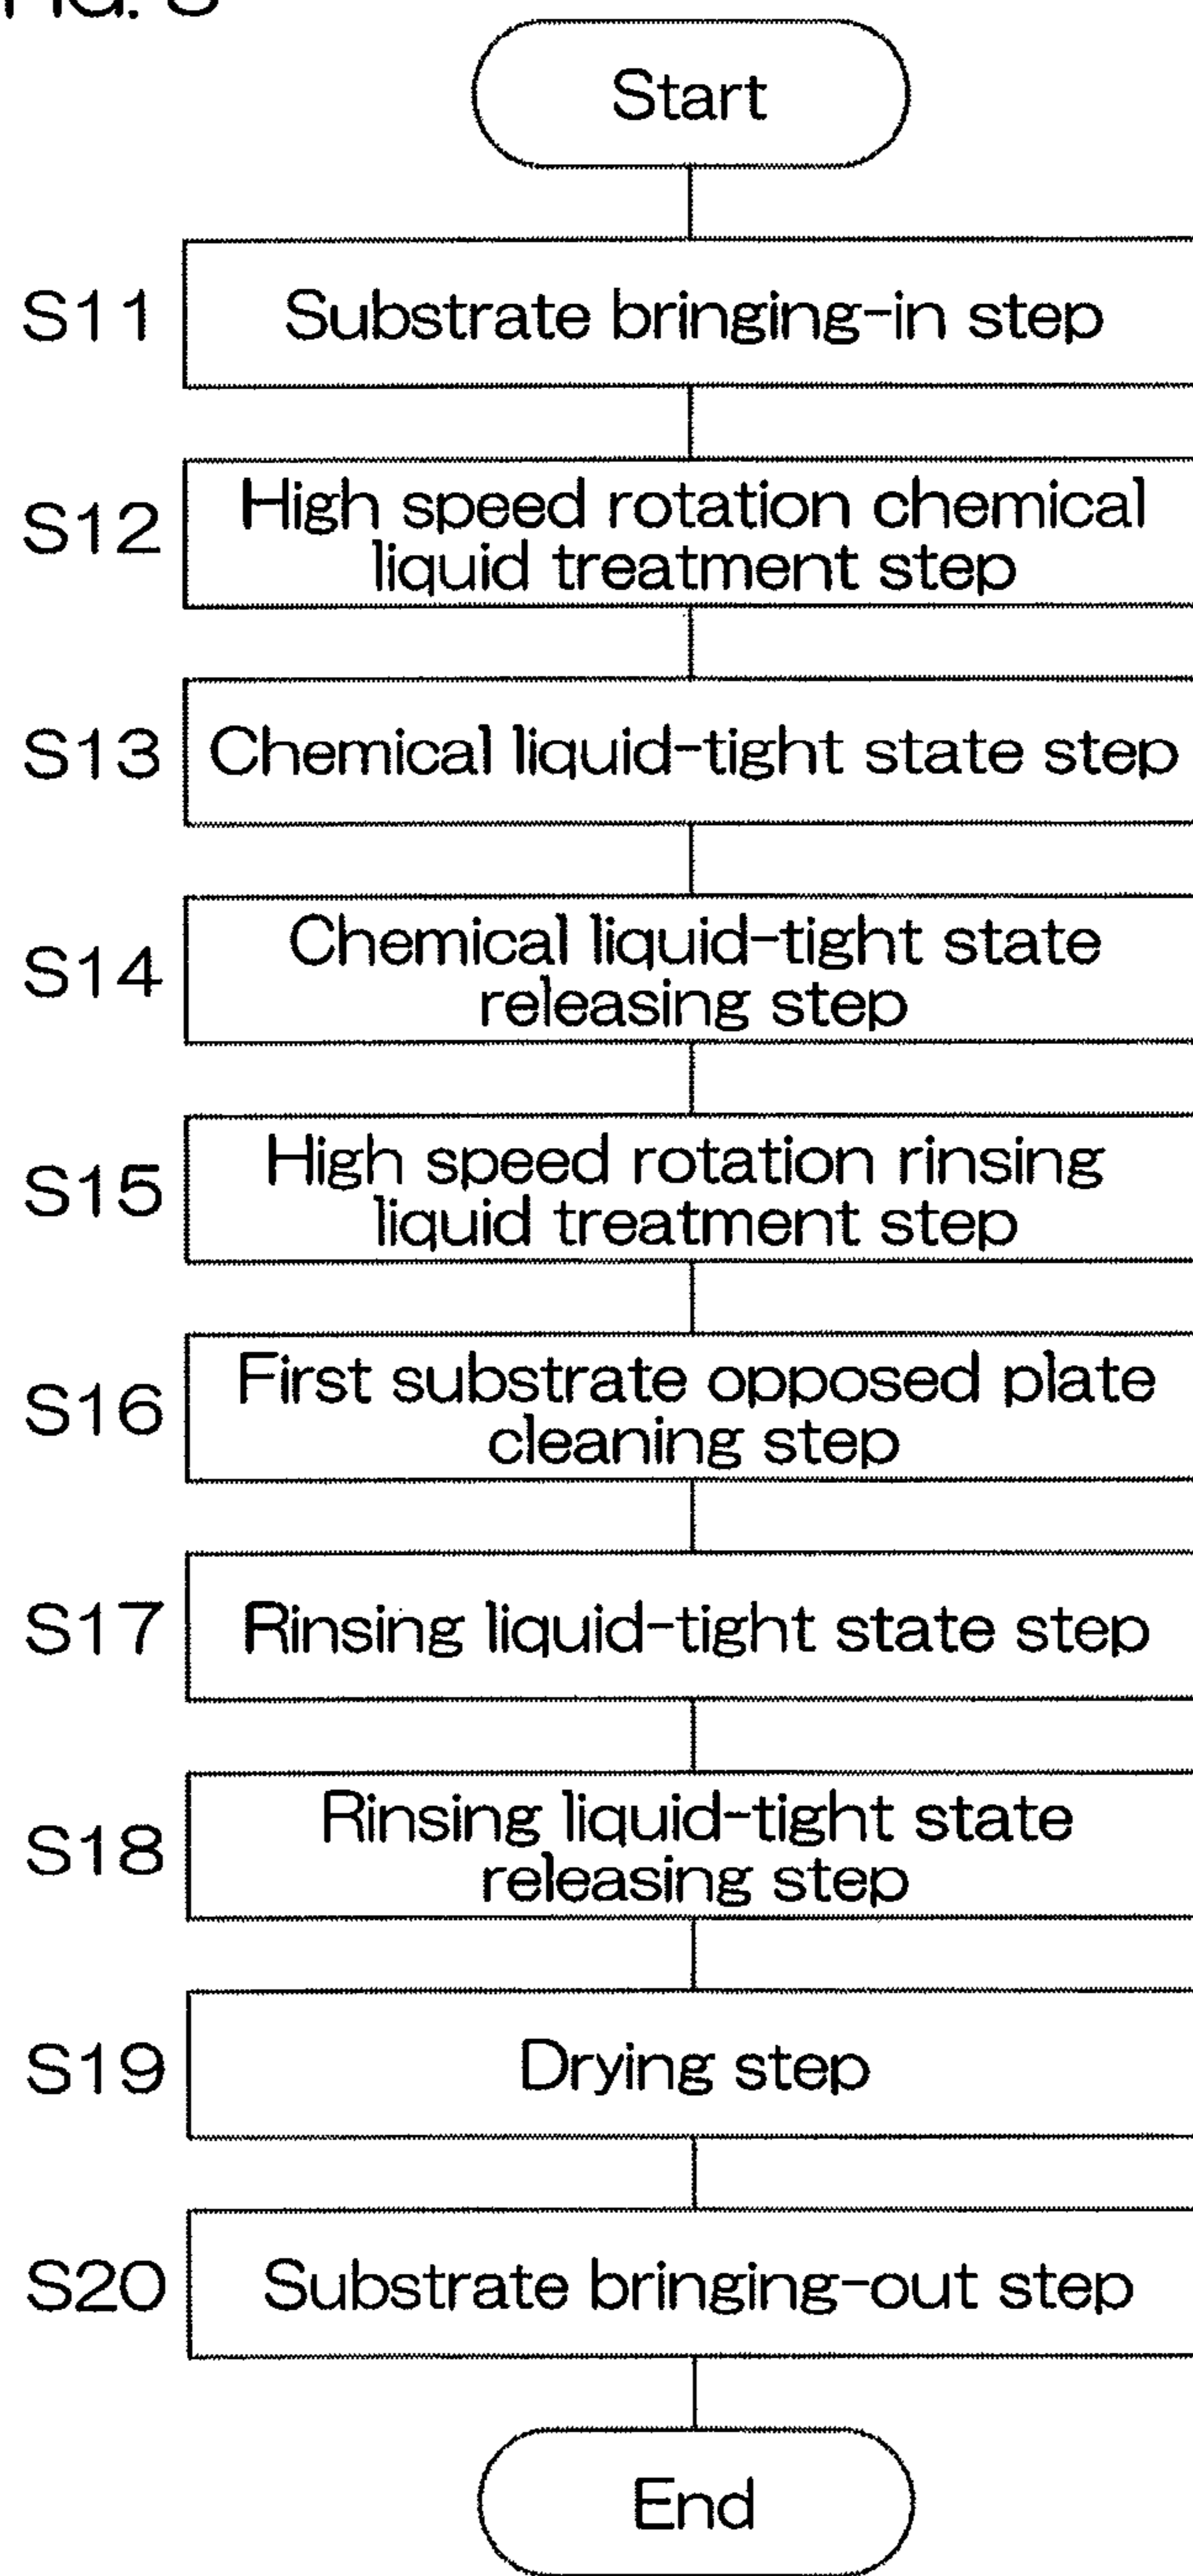 Start
S11
Substrate bringing-in step
S12
High speed rotation chemical
liquid treatment step
S13
Chemical liquid-tight state step
S14
Chemical liquid-tight state
releasing step
S15
High speed rotation rinsing
liquid treatment step
S16
First substrate opposed plate
cleaning step
S17
Rinsing liquid-tight state step
S18
Rinsing liquid-tight state
releasing step
S19
Drying step
S20
Substrate bringing-out step
End